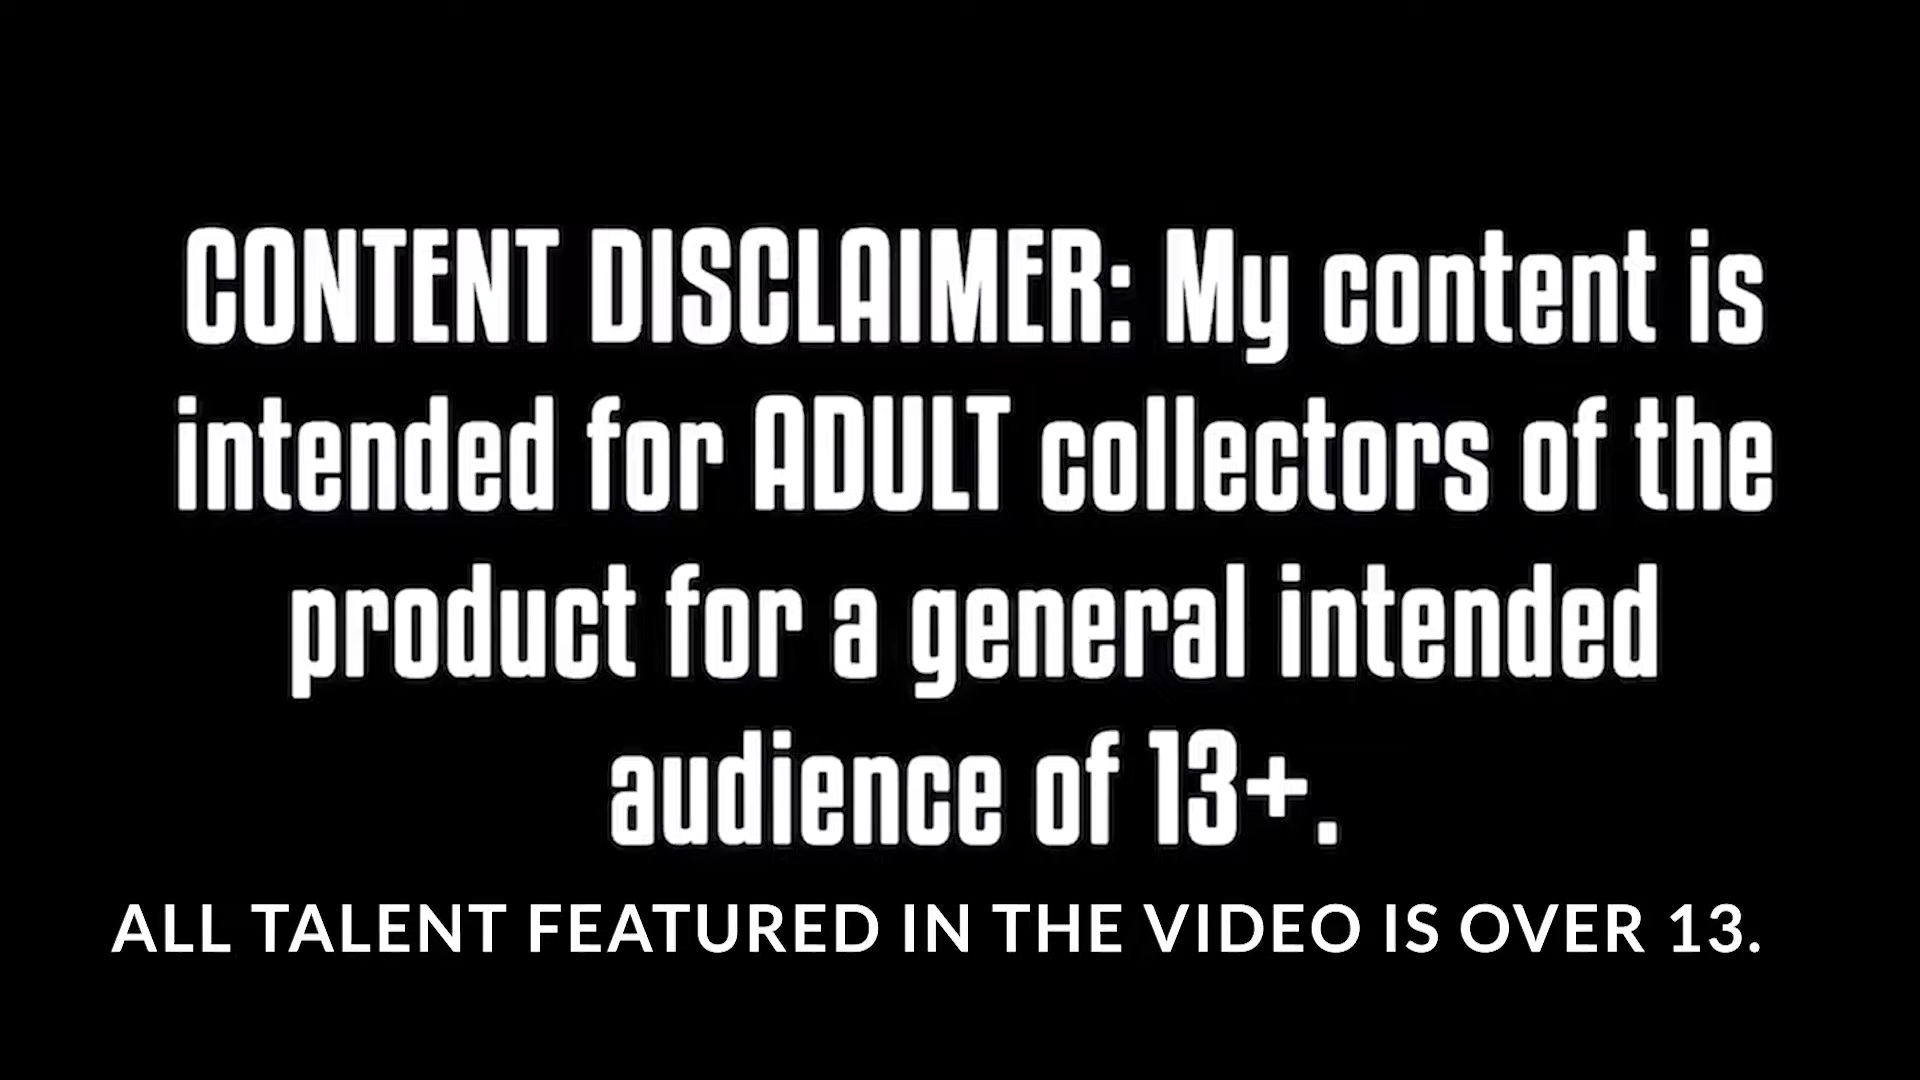 CONTENT DISCLAIMER: My content is
intended for ADULT collectors of the
product for a general intended
audience of 13+.
ALL TALENT FEATURED IN THE VIDEO IS OVER 13.